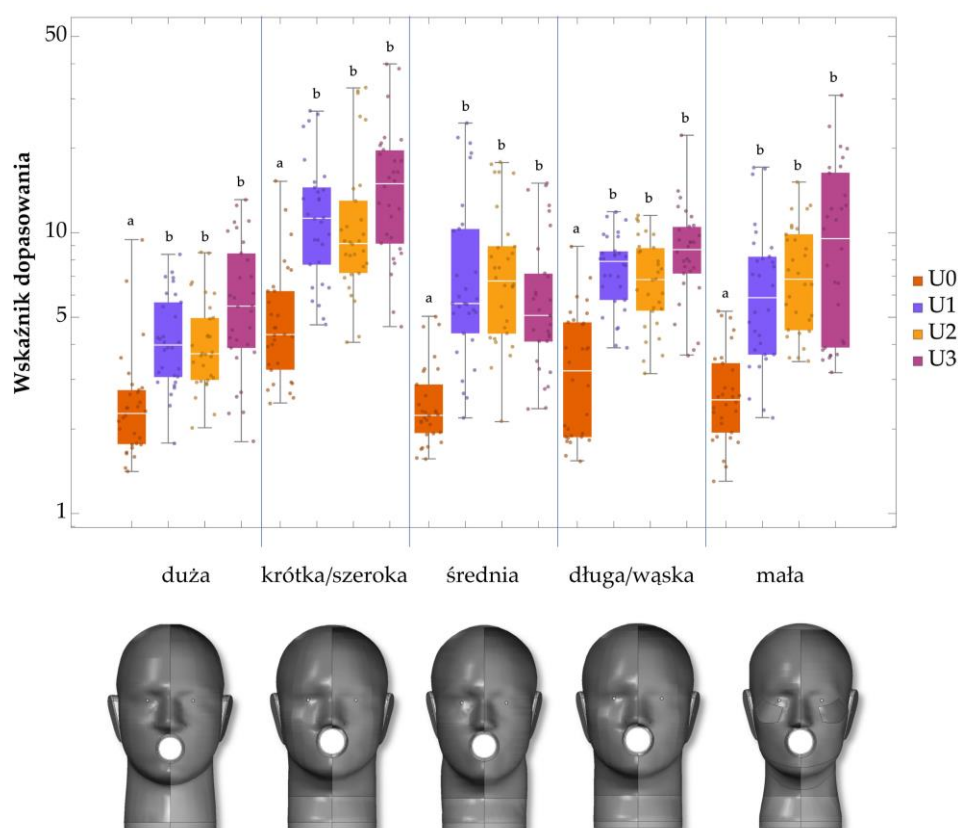 50
10
5
1
Wskaźnik dopasowania
a b b b
a b b b
a b b b
a b b b
a b b b
U0
U1
U2
U3
duża krótka/szeroka średnia długa/wąska mała